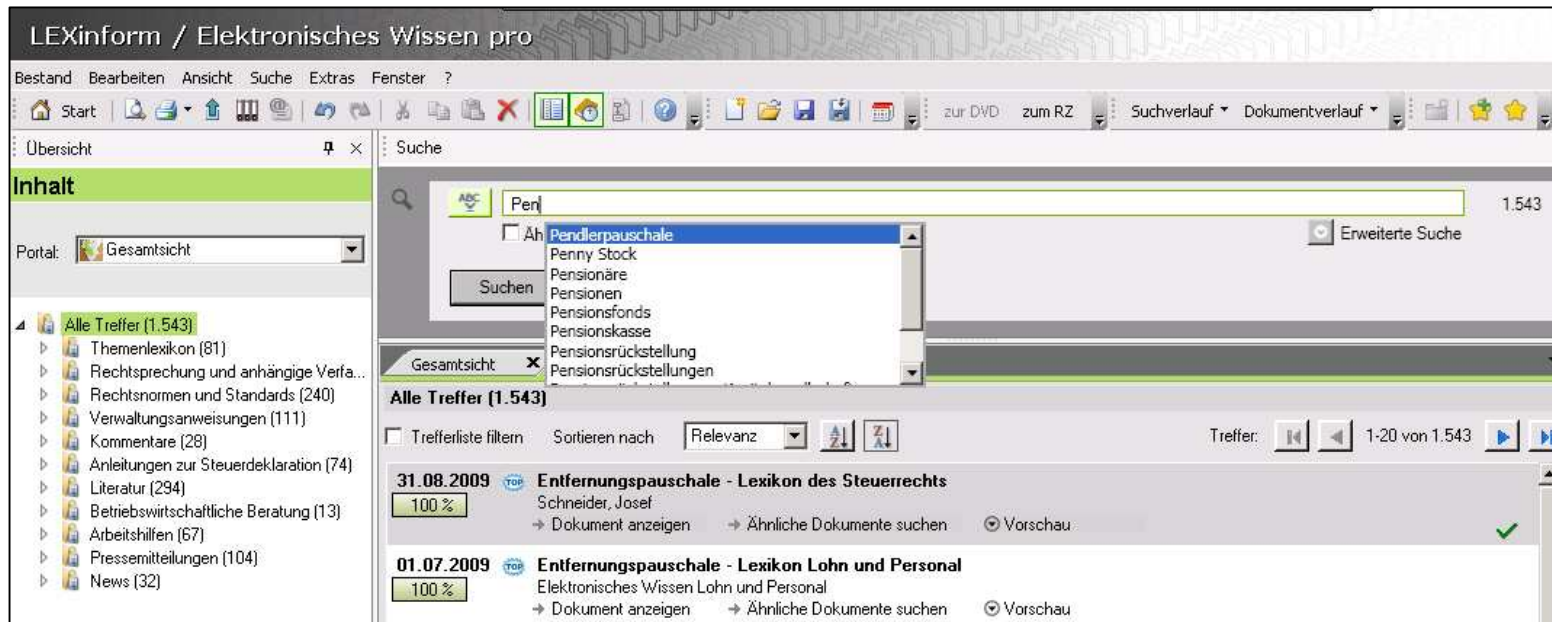 LEXinform / Elektronisches Wissen pro
Bestand Bearbeiten Ansicht Suche Extras Fenster ?
Start zur DVD zum RZ Suchverlauf Dokumentverlauf
Übersicht
Suche
Inhalt
ABC
Pen
1.543
Äh
Erweiterte Suche
Pendlerpauschale
Penny Stock
Pensionäre
Pensionen
Pensionsfonds
Pensionskasse
Pensionsrückstellung
Pensionsrückstellungen
Suchen
Portal: Gesamtsicht
Alle Treffer (1.543)
Themenlexikon (81)
Rechtsprechung und anhängige Verfa...
Rechtsnormen und Standards (240)
Verwaltungsanweisungen (111)
Kommentare (28)
Anleitungen zur Steuerdeklaration (74)
Literatur (294)
Betriebswirtschaftliche Beratung (13)
Arbeitshilfen (67)
Pressemitteilungen (104)
News (32)
Gesamtsicht
Alle Treffer (1.543)
Trefferliste filtern Sortieren nach Relevanz Treffer: 1-20 von 1.543
31.08.2009 TOP Entfernungspauschale - Lexikon des Steuerrechts
100 % Schneider, Josef
Dokument anzeigen Ähnliche Dokumente suchen Vorschau
01.07.2009 TOP Entfernungspauschale - Lexikon Lohn und Personal
100 % Elektronisches Wissen Lohn und Personal
Dokument anzeigen Ähnliche Dokumente suchen Vorschau